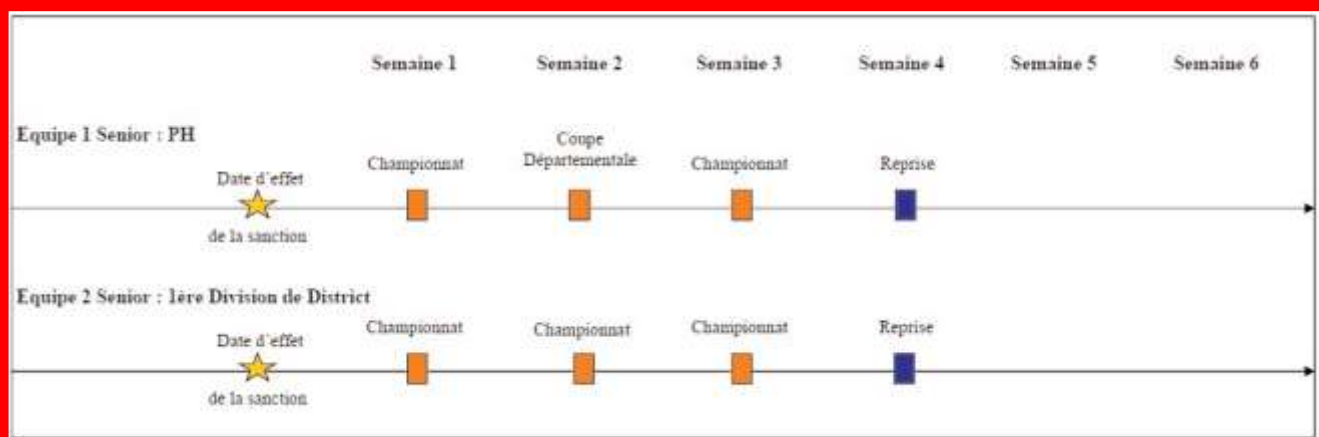 Semaine 1 Semaine 2 Semaine 3 Semaine 4 Semaine 5 Semaine 6
Equipe 1 Senior : PH
Date d'effet
de la sanction
Championnat
Coupe
Départementale
Championnat
Reprise
Equipe 2 Senior : 1ère Division de District
Date d'effet
de la sanction
Championnat
Championnat
Championnat
Reprise